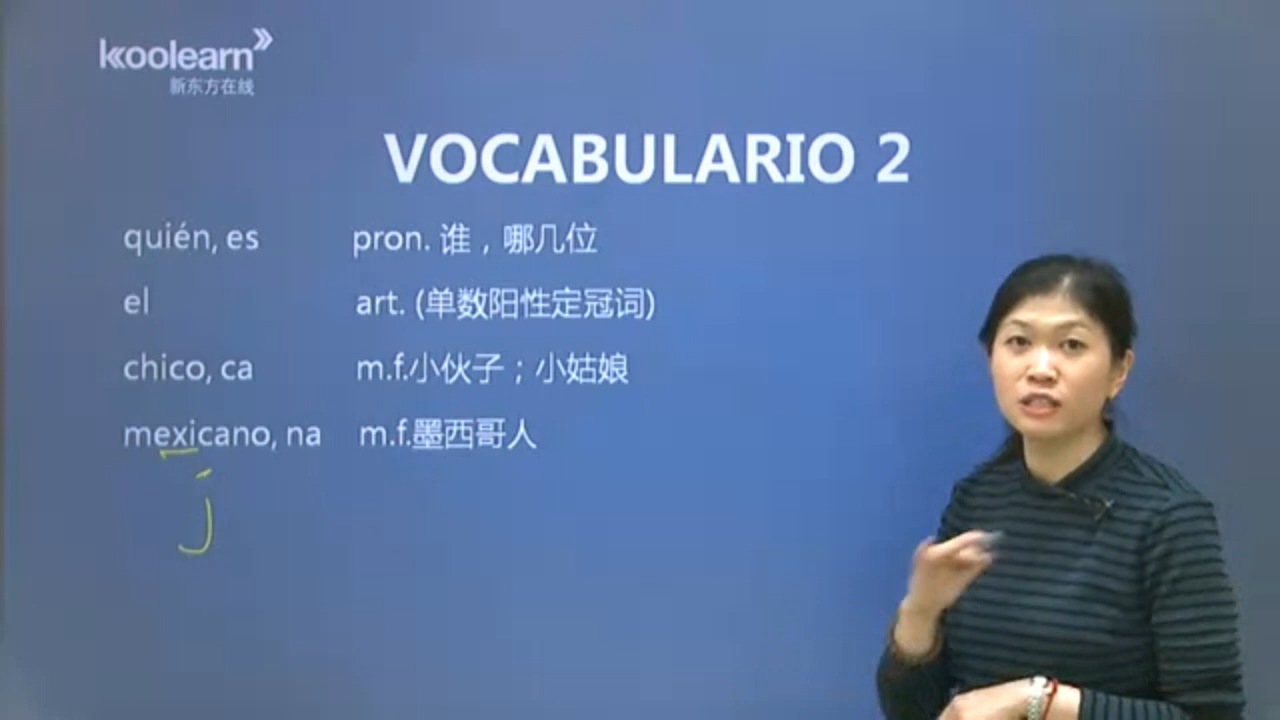 koolearn
新东方在线
VOCABULARIO 2
quién, es pron. 谁，哪几位
el art. (单数阳性定冠词)
chico, ca m.f.小伙子；小姑娘
mexicano, na m.f.墨西哥人
j